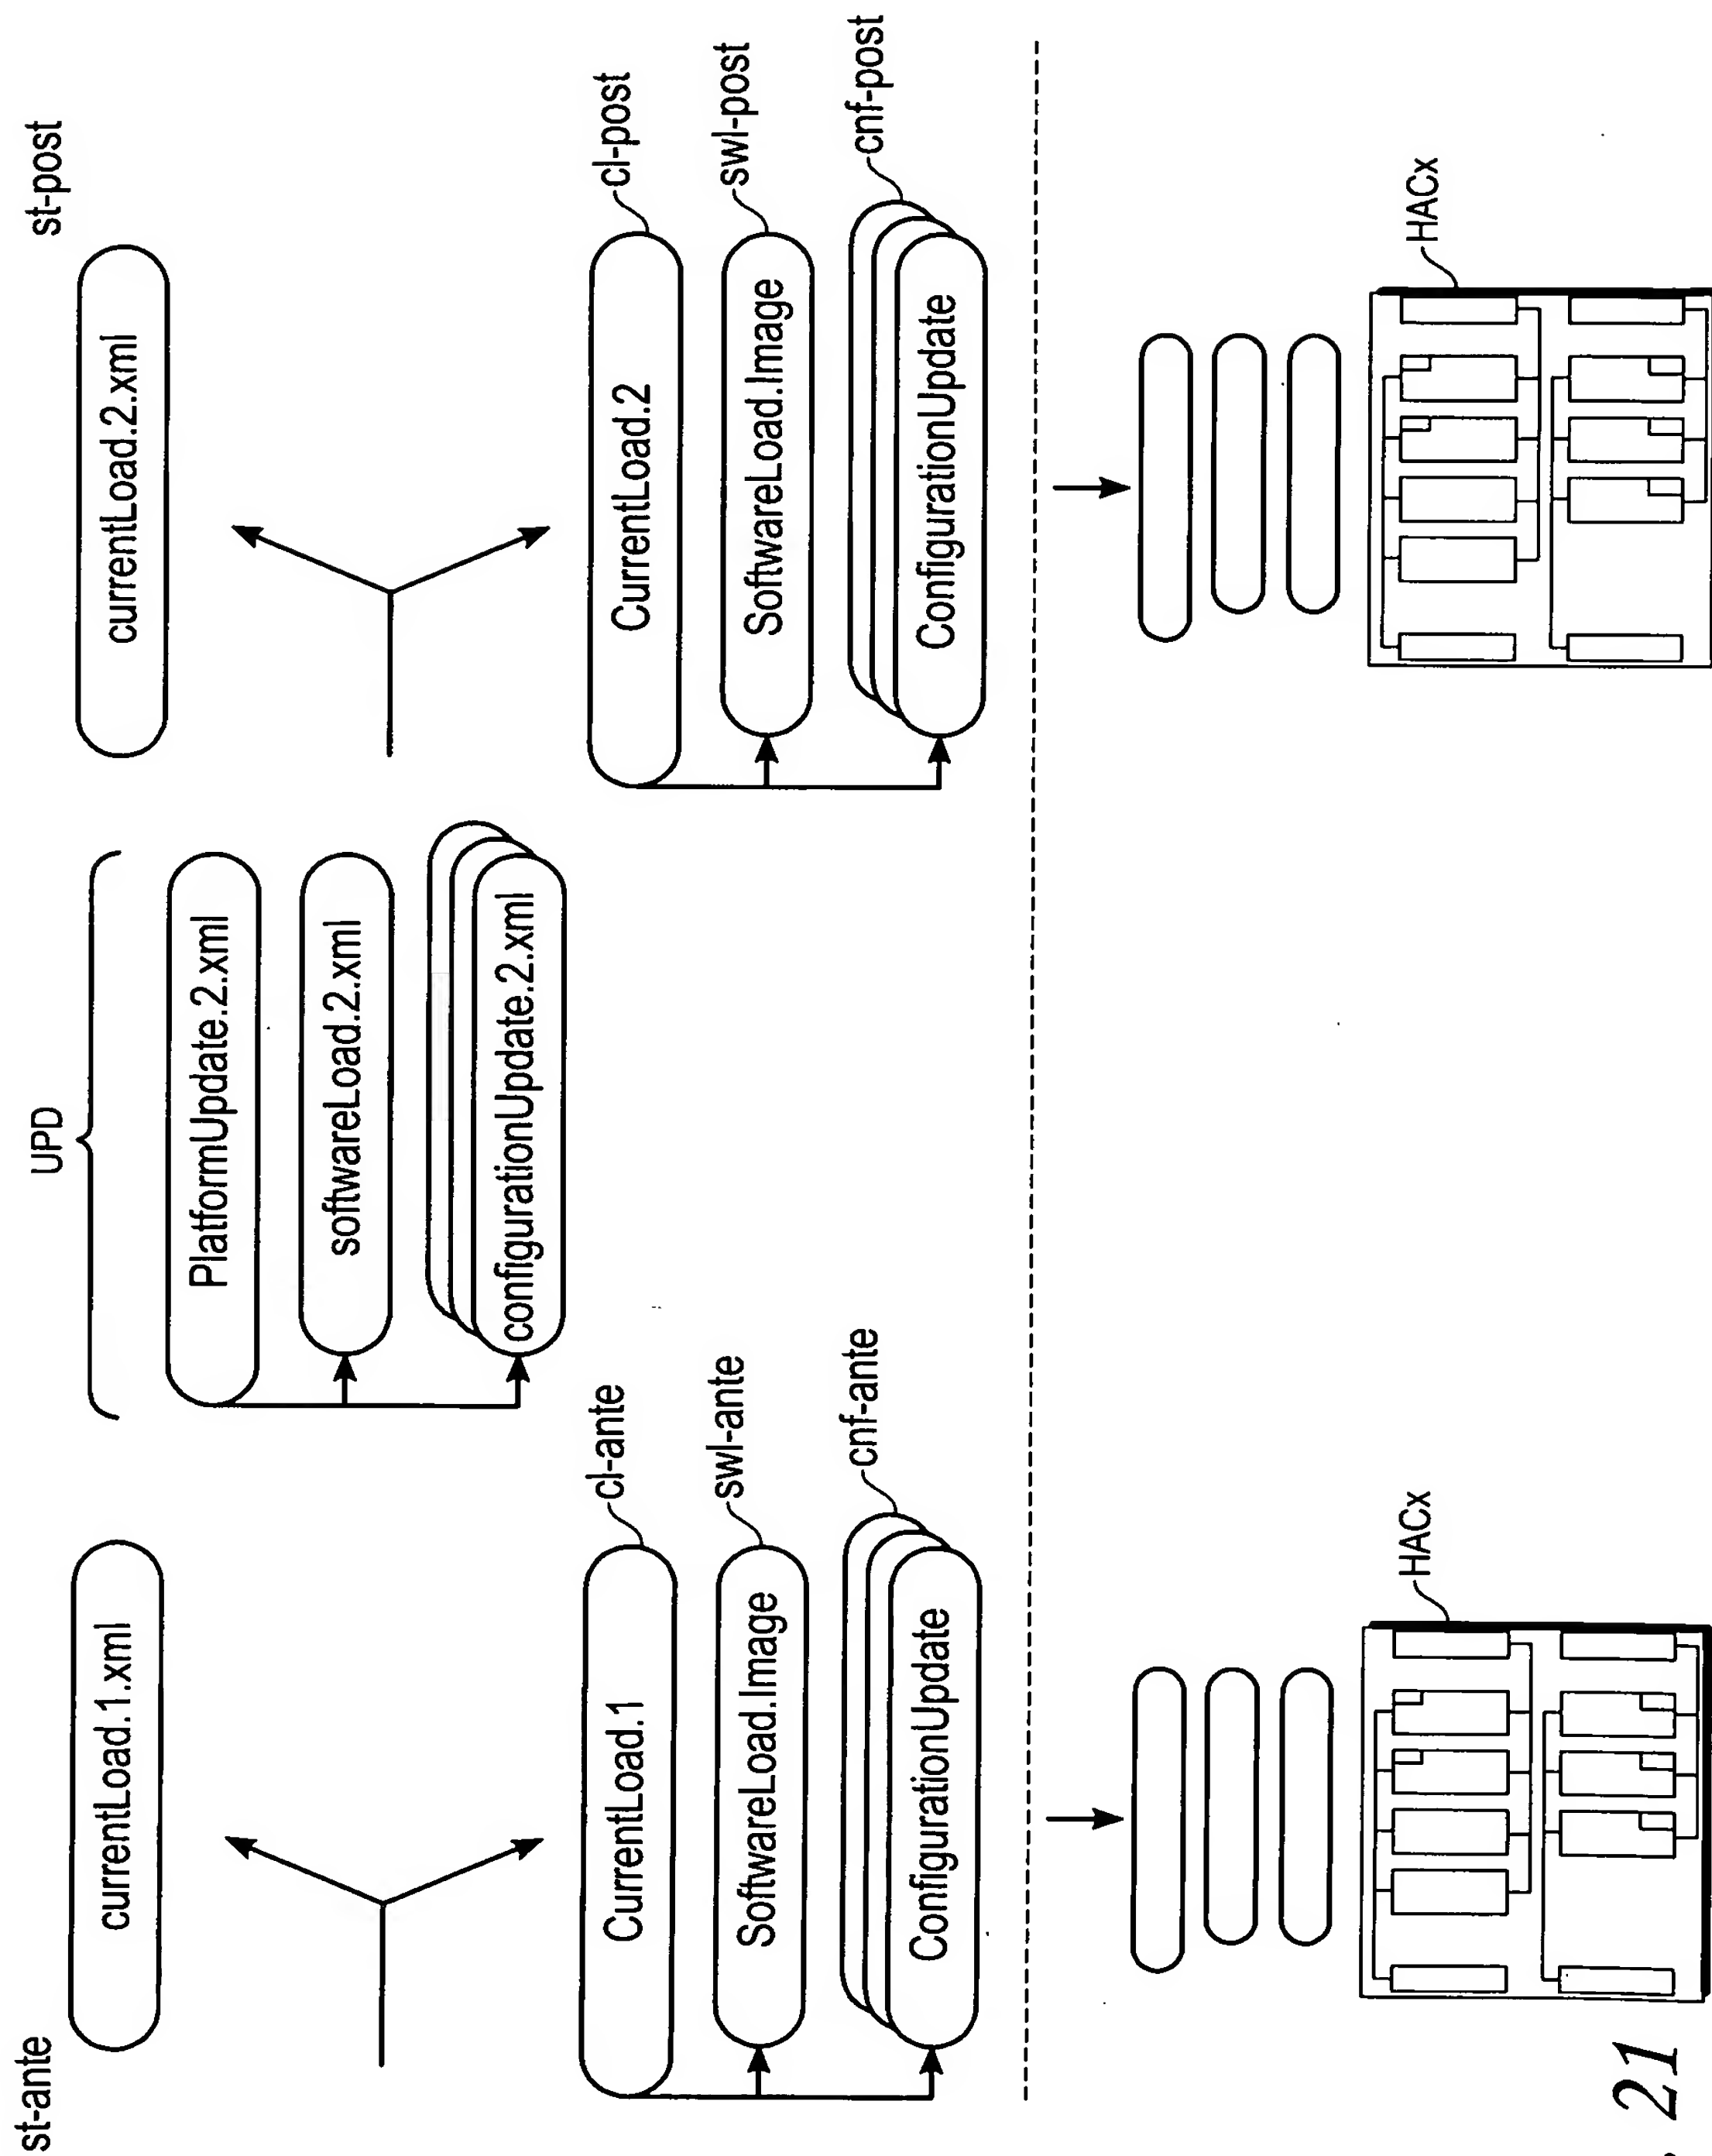 st-ante
currentLoad.1.xml
CurrentLoad.1
cl-ante
SoftwareLoad.Image
swl-ante
ConfigurationUpdate
cnf-ante
HACx
UPD
PlatformUpdate.2.xml
softwareLoad.2.xml
configurationUpdate.2.xml
st-post
currentLoad.2.xml
CurrentLoad.2
cl-post
SoftwareLoad.Image
swl-post
ConfigurationUpdate
cnf-post
HACx
21